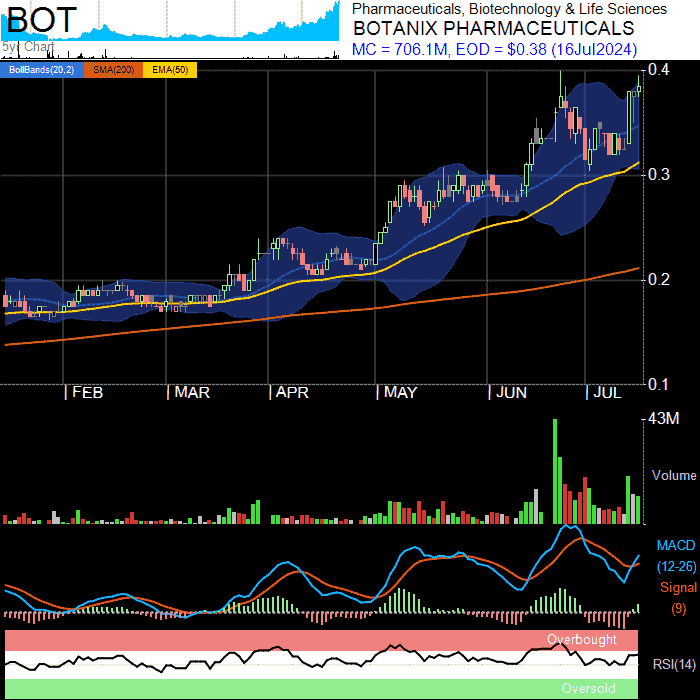 BOT
5yr Chart
Pharmaceuticals, Biotechnology & Life Sciences
BOTANIX PHARMACEUTICALS
MC = 706.1M, EOD = $0.38 (16Jul2024)
BollBands(20,2) SMA(200) EMA(50)
0.4
0.3
0.2
0.1
| FEB | MAR | APR | MAY | JUN | JUL
43M
Volume
MACD
(12-26)
Signal
(9)
Overbought
RSI(14)
Oversold